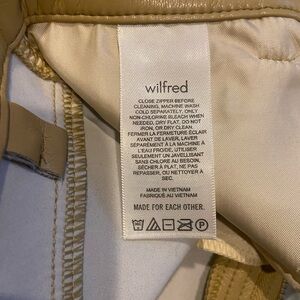 wilfred
CLOSE ZIPPER BEFORE
CLEANING. MACHINE WASH
COLD SEPARATELY. ONLY
NON-CHLORINE BLEACH WHEN
NEEDED. DRY FLAT. DO NOT
IRON, OR DRY CLEAN.
FERMER LA FERMETURE ÉCLAIR
AVANT DE LAVER. LAVER
SÉPARÉMENT À LA MACHINE À
L'EAU FROIDE. UTILISER
SEULEMENT UN JAVELLISANT
SANS CHLORE AU BESOIN.
SÉCHER À PLAT. NE PAS
REPASSER, OU NETTOYER À
SEC.
MADE IN VIETNAM
FABRIQUÉ AU VIETNAM
MADE FOR EACH OTHER.
P